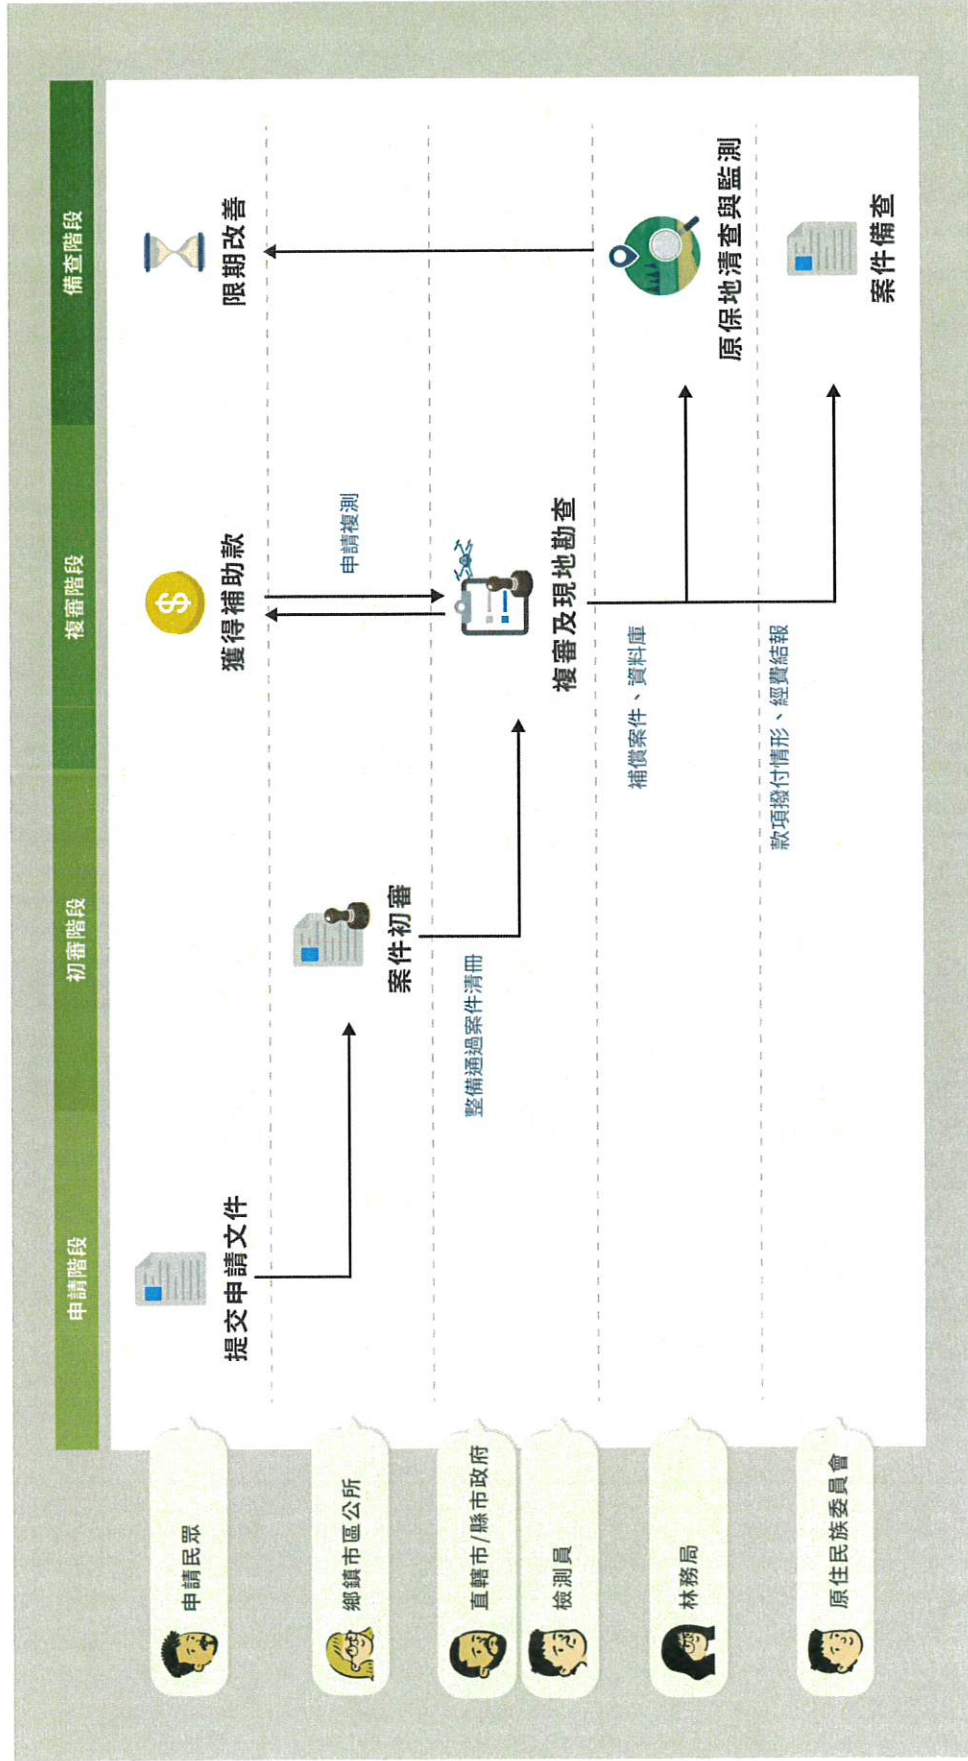 申請階段
初審階段
複審階段
備查階段
申請民眾
提交申請文件
獲得補助款
限期改善
鄉鎮市區公所
案件初審
申請複測
直轄市/縣市政府
檢測員
整備通過案件清冊
複審及現地勘查
林務局
補償案件、資料庫
原保地清查與監測
原住民族委員會
款項撥付情形、經費結報
案件備查